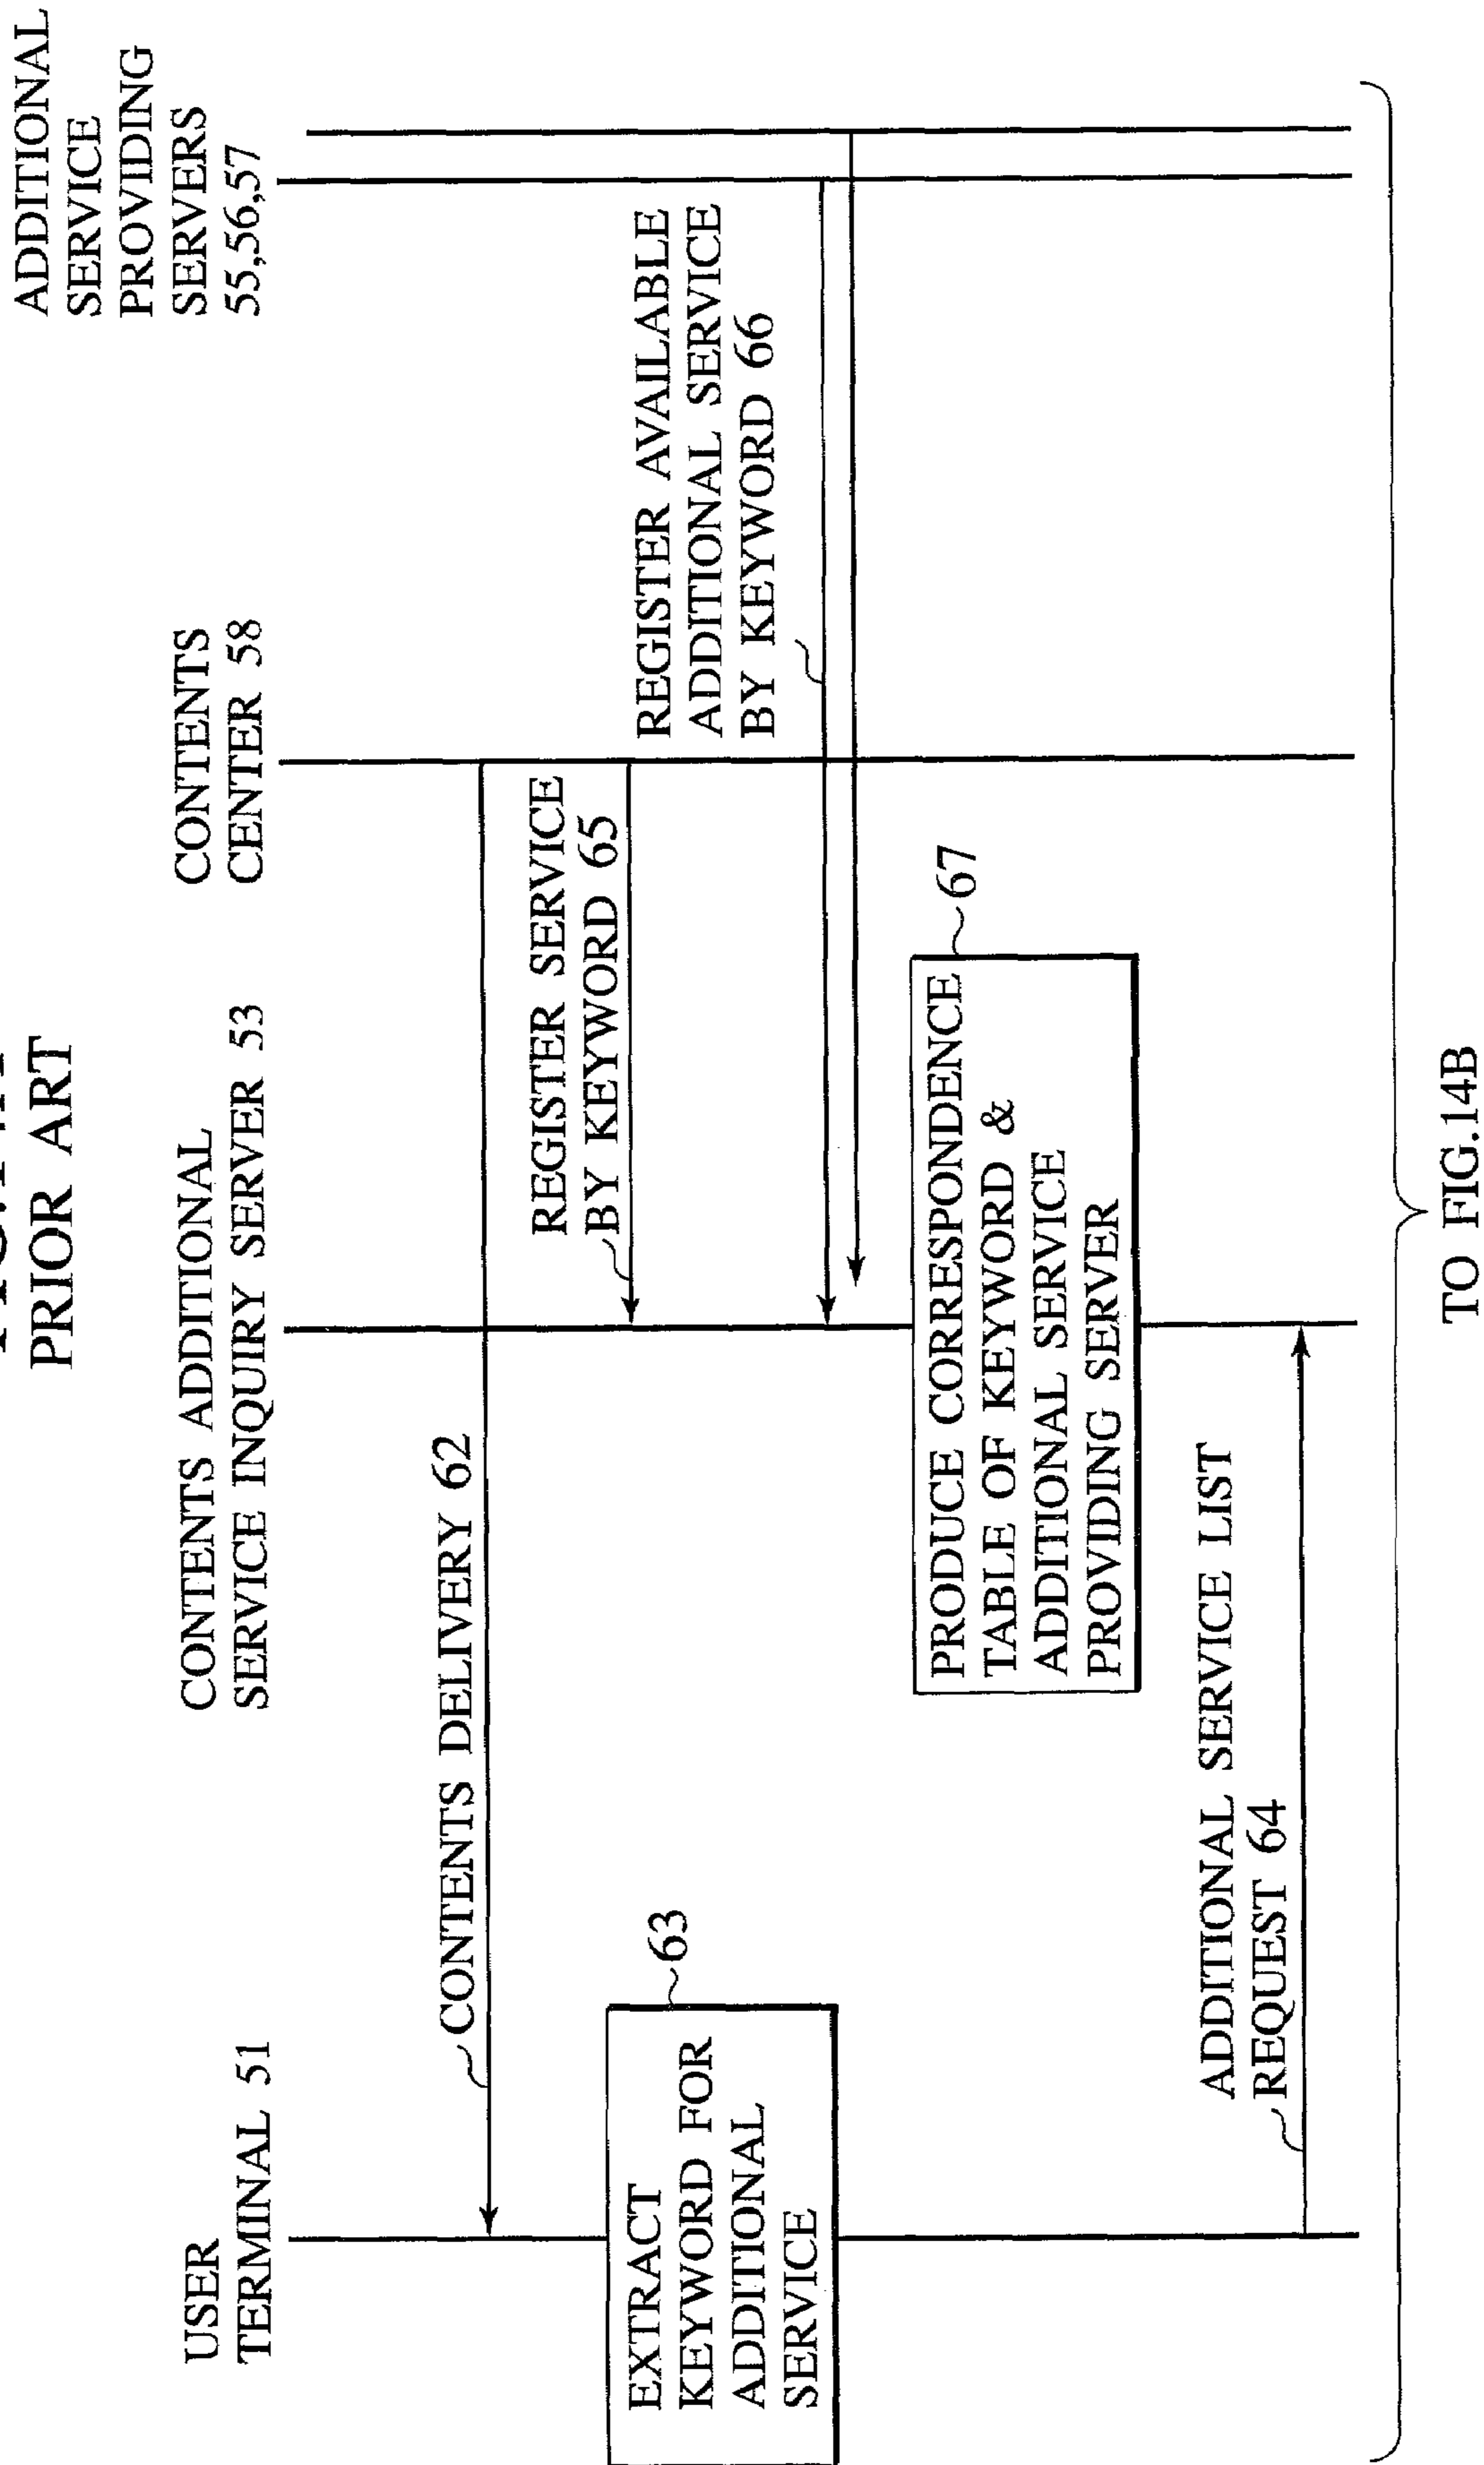 PRIOR ART
USER
TERMINAL 51
CONTENTS ADDITIONAL
SERVICE INQUIRY SERVER 53
CONTENTS
CENTER 58
ADDITIONAL
SERVICE
PROVIDING
SERVERS
55,56,57
CONTENTS DELIVERY 62
REGISTER SERVICE
BY KEYWORD 65
EXTRACT
KEYWORD FOR
ADDITIONAL
SERVICE
63
REGISTER AVAILABLE
ADDITIONAL SERVICE
BY KEYWORD 66
PRODUCE CORRESPONDENCE
TABLE OF KEYWORD &
ADDITIONAL SERVICE
PROVIDING SERVER
67
ADDITIONAL SERVICE LIST
REQUEST 64
TO FIG.14B